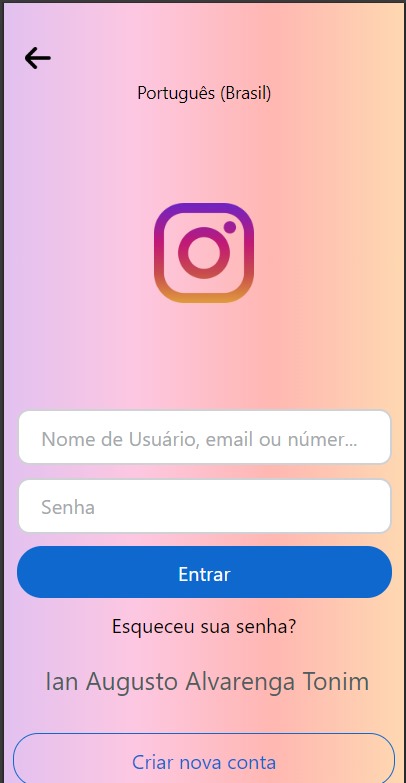 Português (Brasil)
Nome de Usuário, email ou númer...
Senha
Entrar
Esqueceu sua senha?
Ian Augusto Alvarenga Tonim
Criar nova conta